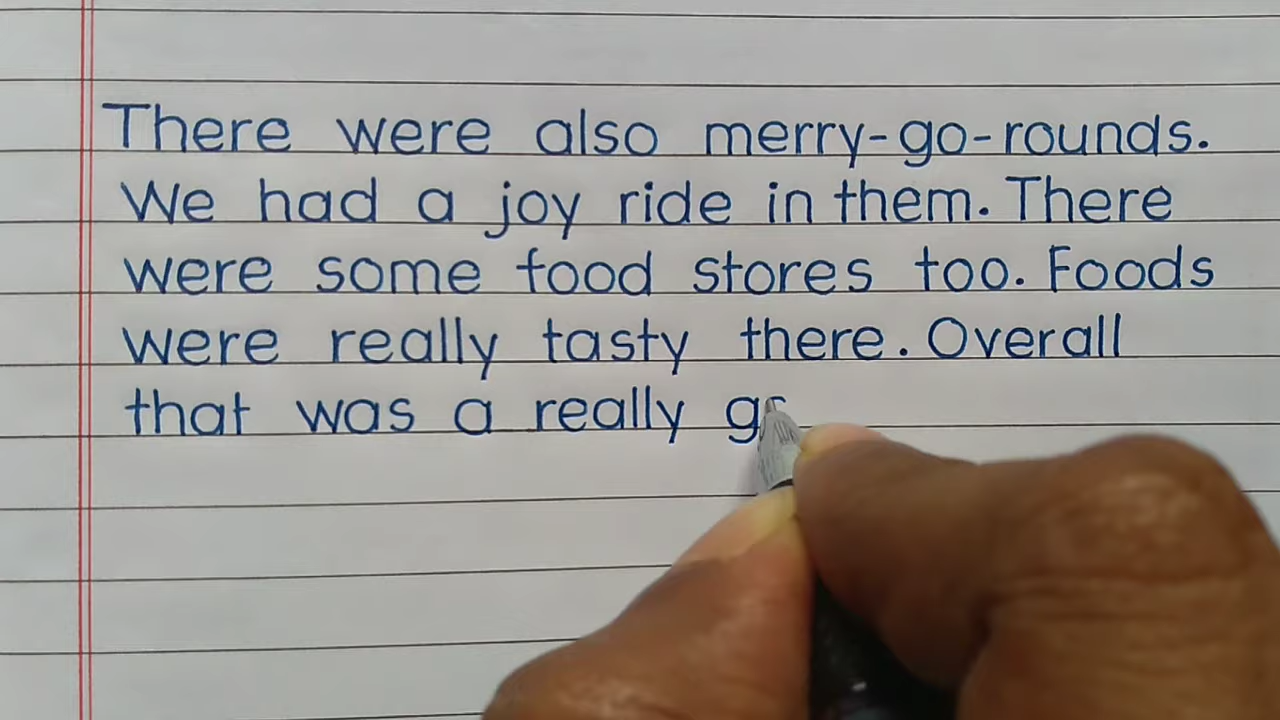 There were also merry-go-rounds.
We had a joy ride in them. There
were some food stores too. Foods
were really tasty there. Overall
that was a really